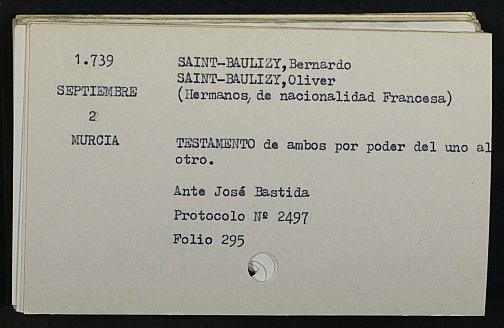 1.739
SEPTIEMBRE
2
MURCIA
SAINT-BAULIZY,Bernardo
SAINT-BAULIZY,Oliver
(Hermanos, de nacionalidad Francesa)
TESTAMENTO de ambos por poder del uno al
otro.
Ante José Bastida
Protocolo Nº 2497
Folio 295